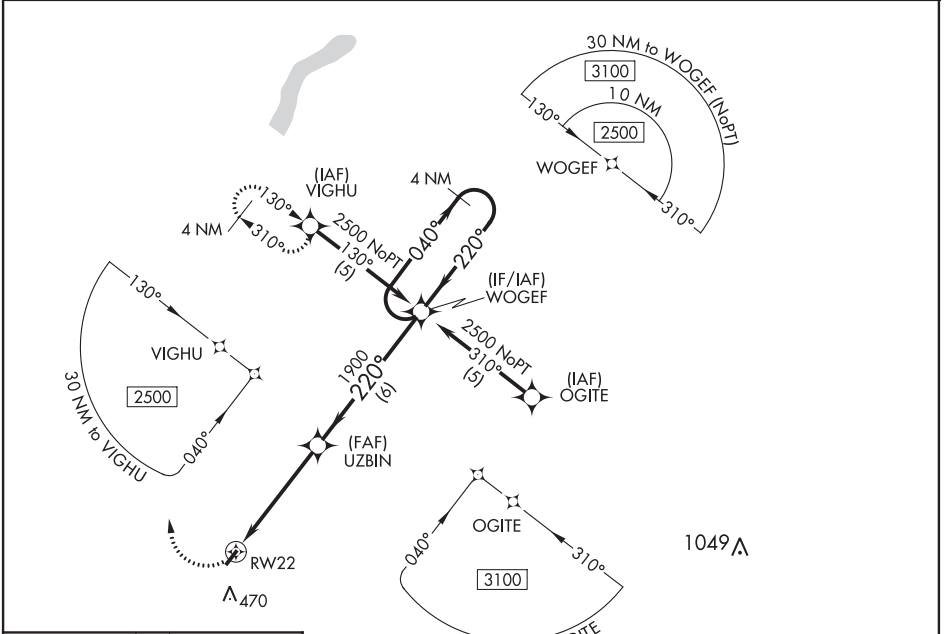 30 NM to WOGEF (NoPT)
3100
10 NM
2500
130°
WOGEF
310°
(IAF)
VIGHU
4 NM
130°
310°
4 NM
2500 NoPT
130°
(5)
040°
220°
(IF/IAF)
WOGEF
2500 NoPT
310°
(5)
(IAF)
OGITE
130°
VIGHU
2500
040°
30 NM to VIGHU
1900
220°
(6)
(FAF)
UZBIN
RW22
470
OGITE
040°
310°
3100
1049